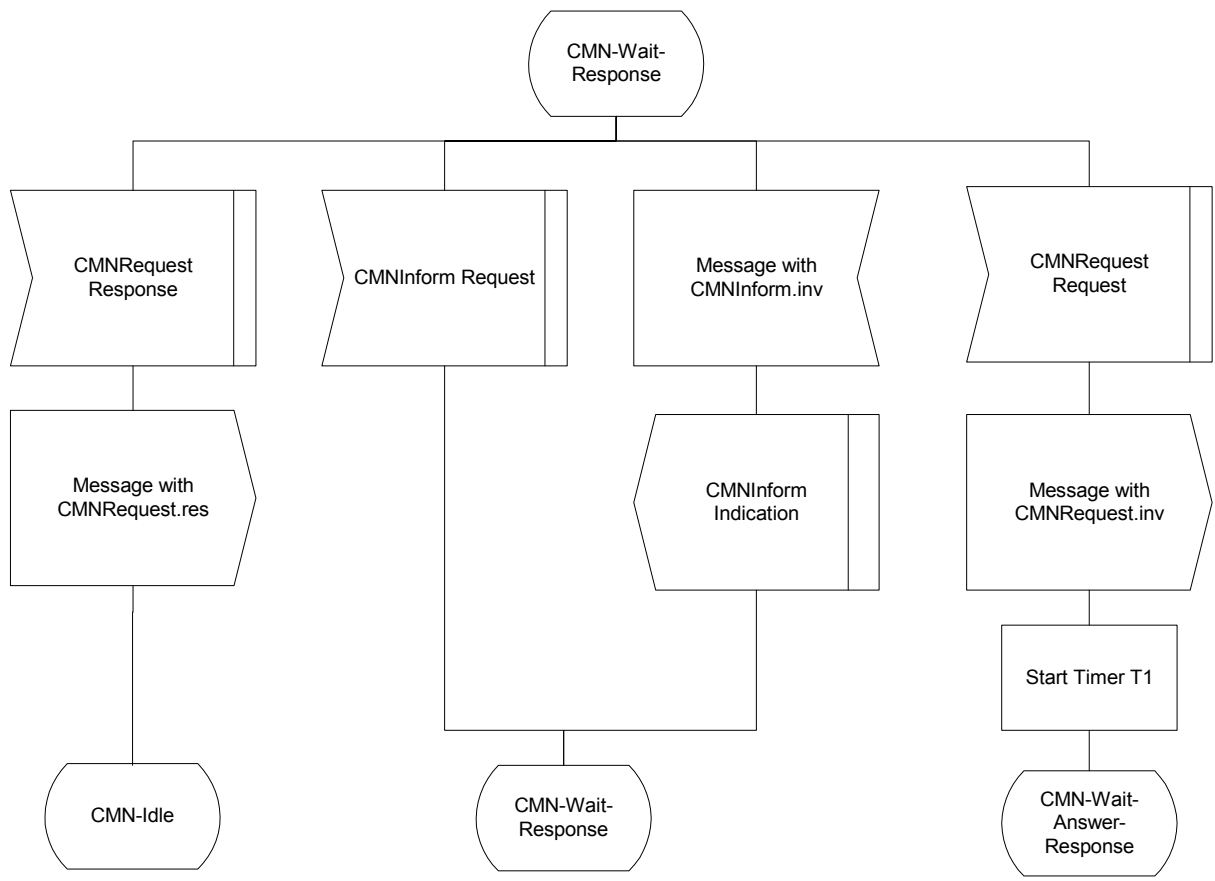 CMN-Wait-
Response
CMNRequest
Response
CMNInform Request
Message with
CMNInform.inv
CMNRequest
Request
Message with
CMNRequest.res
CMNInform
Indication
Message with
CMNRequest.inv
Start Timer T1
CMN-Idle
CMN-Wait-
Response
CMN-Wait-
Answer-
Response